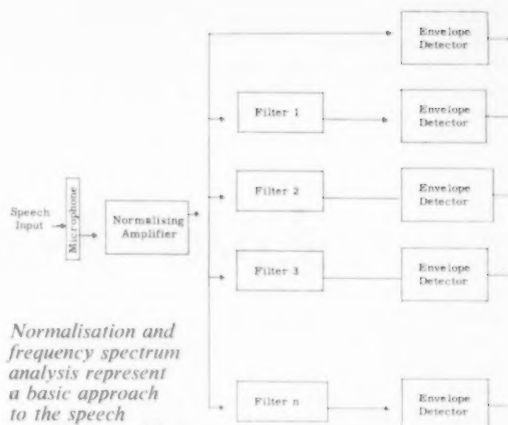 Envelope
Detector
Filter 1
Envelope
Detector
Filter 2
Envelope
Detector
Speech
Input
Microphone
Normalising
Amplifier
Filter 3
Envelope
Detector
Normalisation and
frequency spectrum
analysis represent
a basic approach
to the speech
Filter n
Envelope
Detector